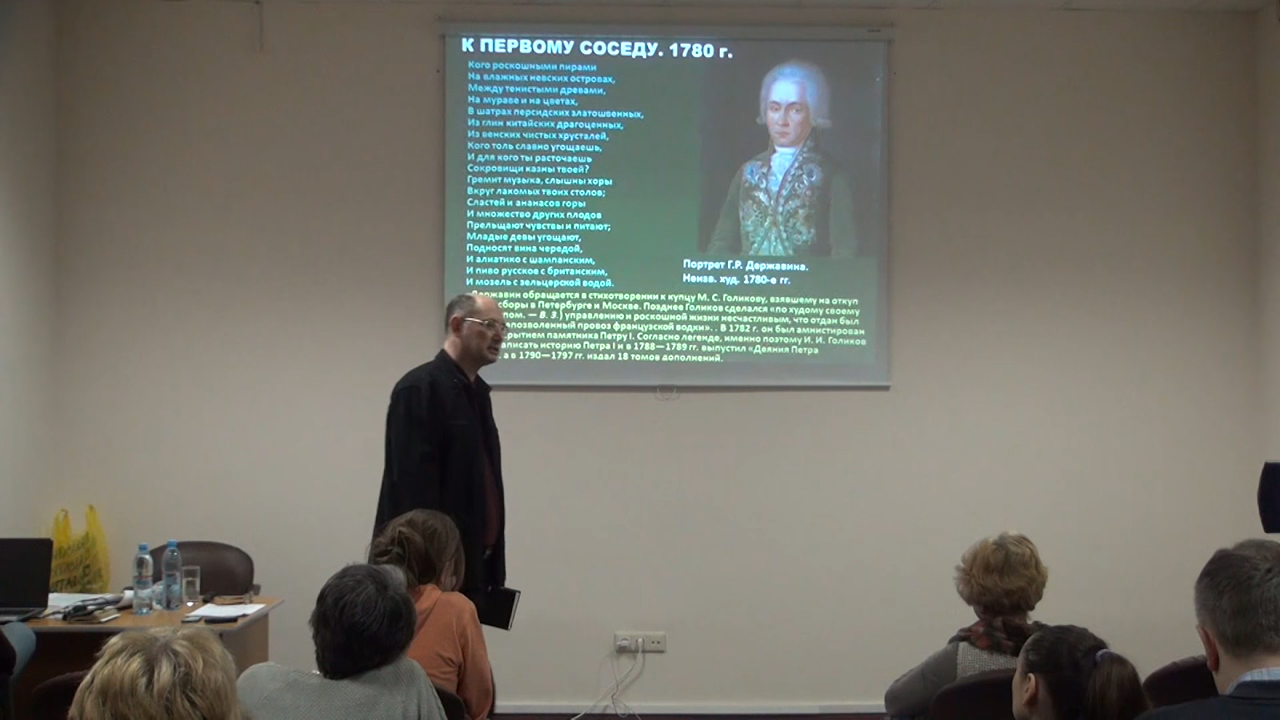 К ПЕРВОМУ СОСЕДУ. 1780 г.
Кого роскошными пирами
На влажных невских островах,
Между тенистыми древами,
На мураве и на цветах,
В шатрах персидских златошвенных,
Из глин китайских драгоценных,
Из венских чистых хрусталей,
Кого толь славно угощаешь,
И для кого ты расточаешь
Сокровищи казны твоей?
Гремит музыка, слышны хоры
Вкруг лакомых твоих столов;
Сластей и ананасов горы
И множество других плодов
Прельщают чувствы и питают;
Младые девы угощают,
Подносят вина чередой,
И алиатико с шампанским,
И пиво русское с британским,
И мозель с зельцерской водой.
Портрет Г.Р. Державина.
Неизв. худ. 1780-е гг.
Державин обращается в стихотворении к купцу М. С. Голикову, взявшему на откуп
сборы в Петербурге и Москве. Позднее Голиков сделался «по худому своему
пом. — В. З.) управлению и роскошной жизни несчастливым, что отдан был
позволенный провоз французской водки». . В 1782 г. он был амнистирован
крытием памятника Петру I. Согласно легенде, именно поэтому И. И. Голиков
написать историю Петра I и в 1788—1789 гг. выпустил «Деяния Петра
а в 1790—1797 гг. издал 18 томов дополнений.